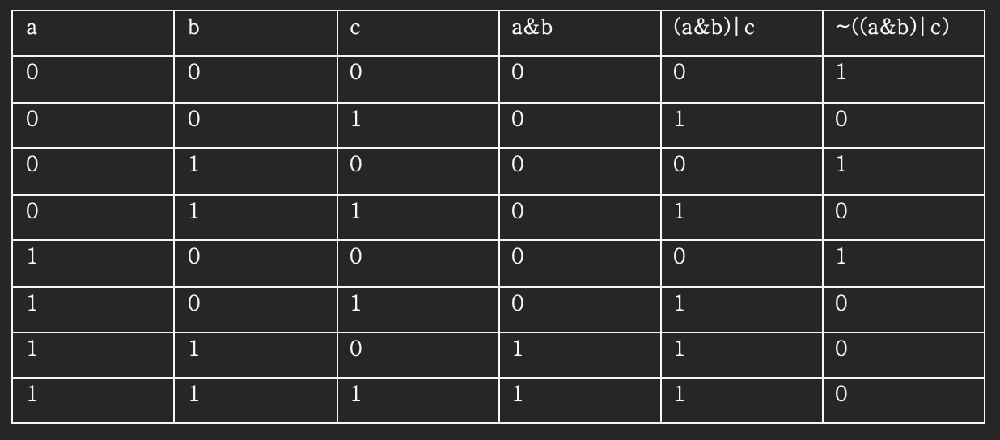 a b c a&b (a&b)|c ~((a&b)|c)
0 0 0 0 0 1
0 0 1 0 1 0
0 1 0 0 0 1
0 1 1 0 1 0
1 0 0 0 0 1
1 0 1 0 1 0
1 1 0 1 1 0
1 1 1 1 1 0